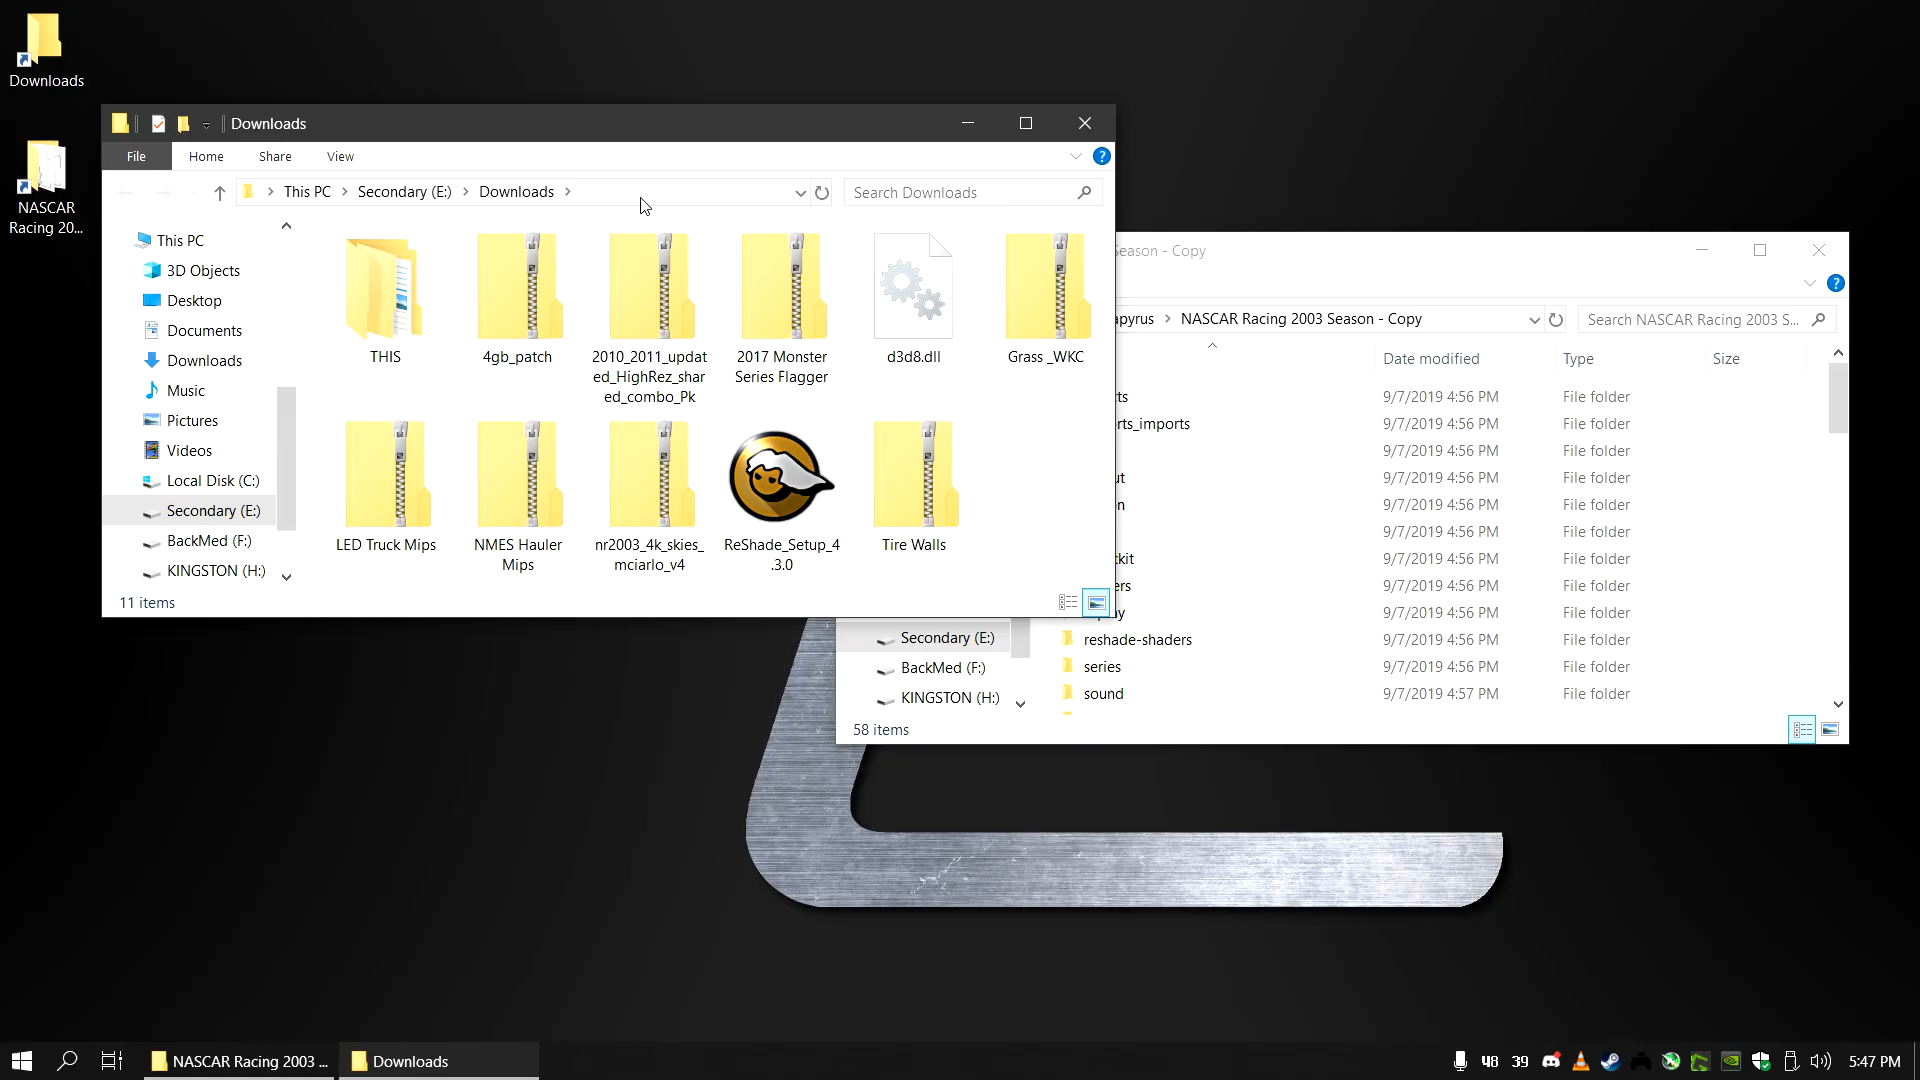 Downloads
NASCAR
Racing 20...
Downloads
File
Home
Share
View
This PC
Secondary (E:)
Downloads
Search Downloads
This PC
3D Objects
Desktop
Documents
Downloads
Music
Pictures
Videos
Local Disk (C:)
Secondary (E:)
BackMed (F:)
KINGSTON (H:)
THIS
4gb_patch
2010_2011_updat
ed_HighRez_shar
ed_combo_Pk
2017 Monster
Series Flagger
d3d8.dll
Grass _WKC
LED Truck Mips
NMES Hauler
Mips
nr2003_4k_skies_
mciarlo_v4
ReShade_Setup_4
.3.0
Tire Walls
11 items
Season - Copy
apyrus
NASCAR Racing 2003 Season - Copy
Search NASCAR Racing 2003 S...
Date modified
Type
Size
cts 9/7/2019 4:56 PM File folder
rts_imports 9/7/2019 4:56 PM File folder
9/7/2019 4:56 PM File folder
ut 9/7/2019 4:56 PM File folder
n 9/7/2019 4:56 PM File folder
9/7/2019 4:56 PM File folder
kit 9/7/2019 4:56 PM File folder
ers 9/7/2019 4:56 PM File folder
ay 9/7/2019 4:56 PM File folder
reshade-shaders 9/7/2019 4:56 PM File folder
series 9/7/2019 4:56 PM File folder
sound 9/7/2019 4:57 PM File folder
Secondary (E:)
BackMed (F:)
KINGSTON (H:)
58 items
NASCAR Racing 2003 ...
Downloads
48
39
5:47 PM